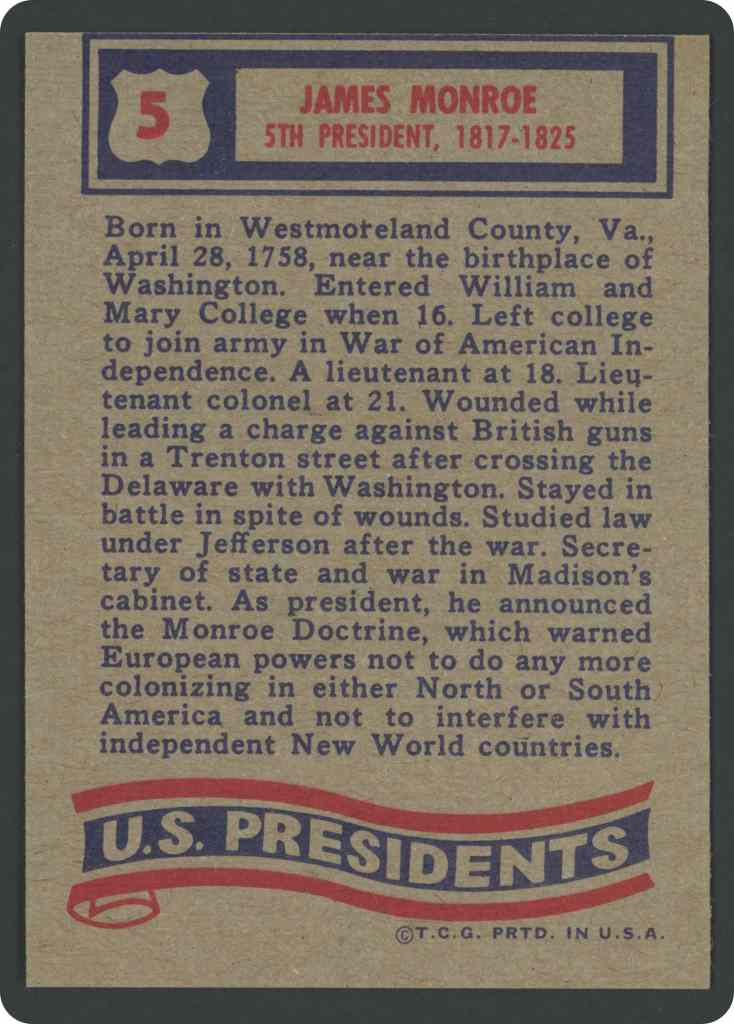 5
JAMES MONROE
5TH PRESIDENT, 1817-1825
Born in Westmoreland County, Va.,
April 28, 1758, near the birthplace of
Washington. Entered William and
Mary College when 16. Left college
to join army in War of American In-
dependence. A lieutenant at 18. Lieu-
tenant colonel at 21. Wounded while
leading a charge against British guns
in a Trenton street after crossing the
Delaware with Washington. Stayed in
battle in spite of wounds. Studied law
under Jefferson after the war. Secre-
tary of state and war in Madison's
cabinet. As president, he announced
the Monroe Doctrine, which warned
European powers not to do any more
colonizing in either North or South
America and not to interfere with
independent New World countries.
U.S. PRESIDENTS
©T.C.G. PRTD. IN U.S.A.